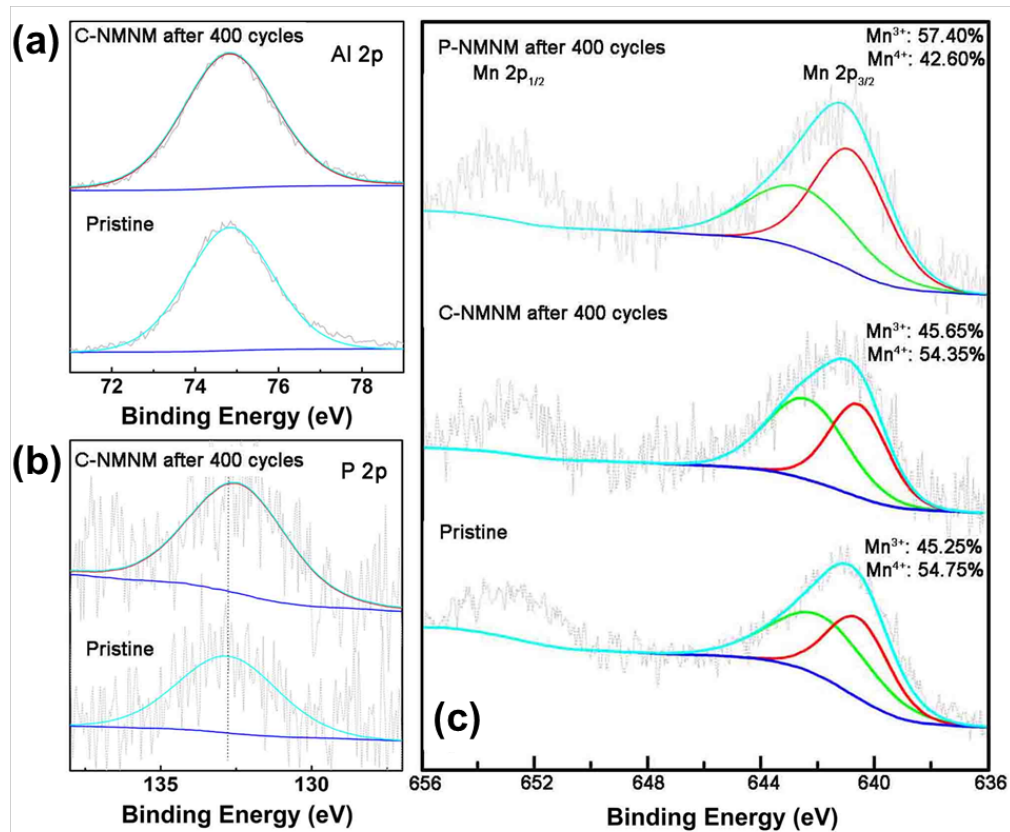 (a)
C-NMNM after 400 cycles
Al 2p
Pristine
72 74 76 78
Binding Energy (eV)
(b)
C-NMNM after 400 cycles
P 2p
Pristine
135 130
Binding Energy (eV)
P-NMNM after 400 cycles
Mn 2p1/2
Mn 2p3/2
Mn3+: 57.40%
Mn4+: 42.60%
C-NMNM after 400 cycles
Mn3+: 45.65%
Mn4+: 54.35%
Pristine
Mn3+: 45.25%
Mn4+: 54.75%
(c)
656 652 648 644 640 636
Binding Energy (eV)